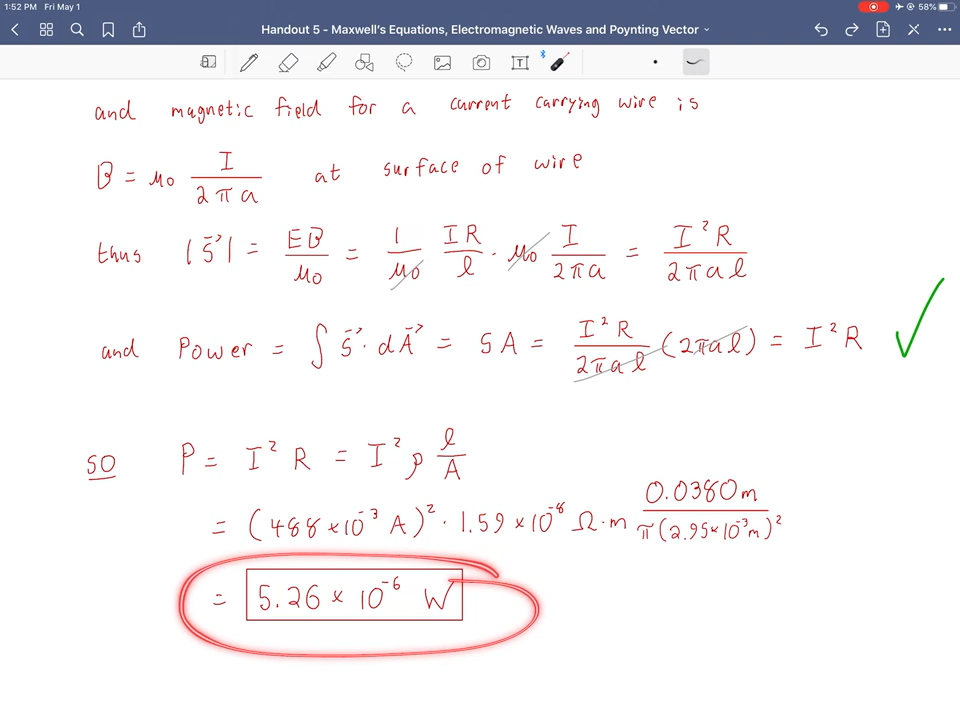 1:52 PM Fri May 1
58%
Handout 5 - Maxwell's Equations, Electromagnetic Waves and Poynting Vector
T
and magnetic field for a current carrying wire is
B = μ₀ I / 2πa at surface of wire
thus |S⃗| = EB / μ₀ = 1 / μ₀ IR / l · μ₀ I / 2πa = I²R / 2πal
and Power = ∫ S⃗ · dA⃗ = SA = I²R / 2πal (2πal) = I²R ✓
so P = I²R = I² ρ l / A
= (488 × 10⁻³ A)² · 1.59 × 10⁻⁸ Ω·m 0.0380m / π(2.95×10⁻³m)²
= 5.26 × 10⁻⁶ W